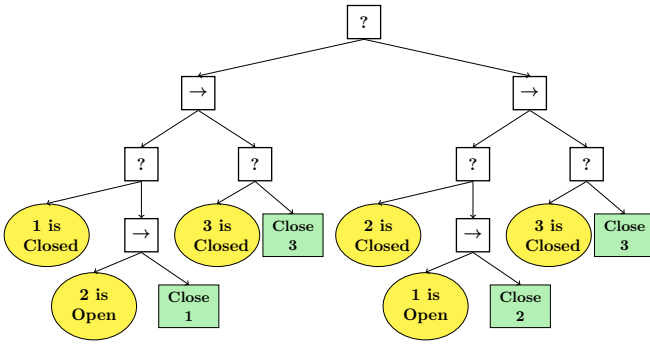 ?
→ →
? ? ? ?
1 is
Closed
→
3 is
Closed
Close
3
2 is
Closed
→
3 is
Closed
Close
3
2 is
Open
Close
1
1 is
Open
Close
2